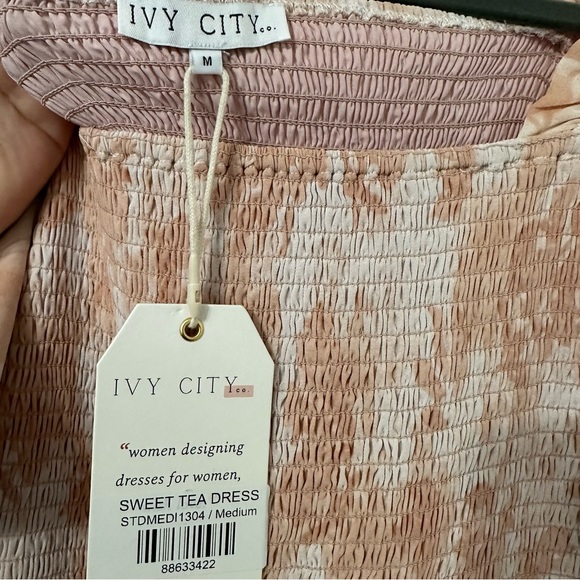 IVY CITY co.
M
IVY CITY co.
“women designing
dresses for women,
SWEET TEA DRESS
STDMEDI1304 / Medium
88633422